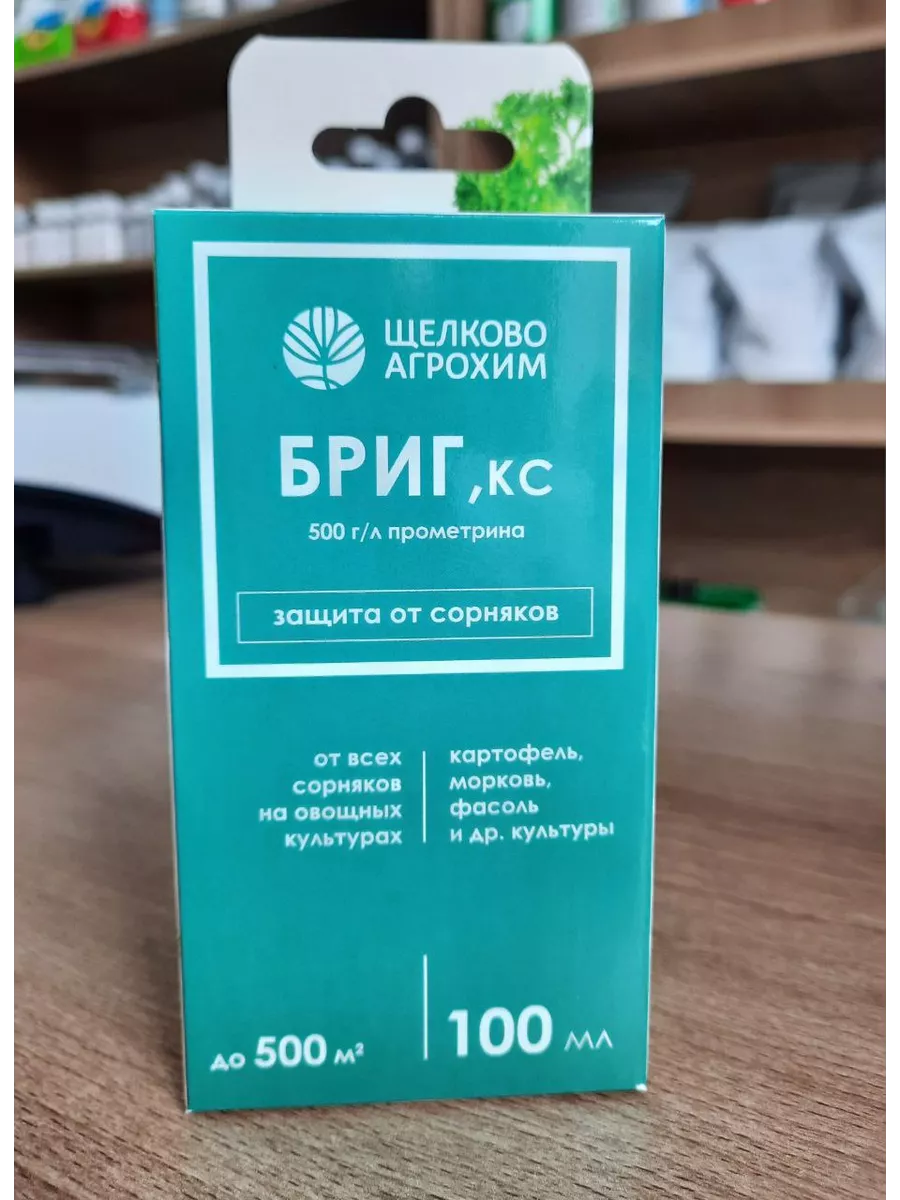 ЩЕЛКОВО
АГРОХИМ
БРИГ,КС
500 г/л прометрина
защита от сорняков
от всех
сорняков
на овощных
культурах
картофель,
морковь,
фасоль
и др. культуры
до 500 м²
100 мл